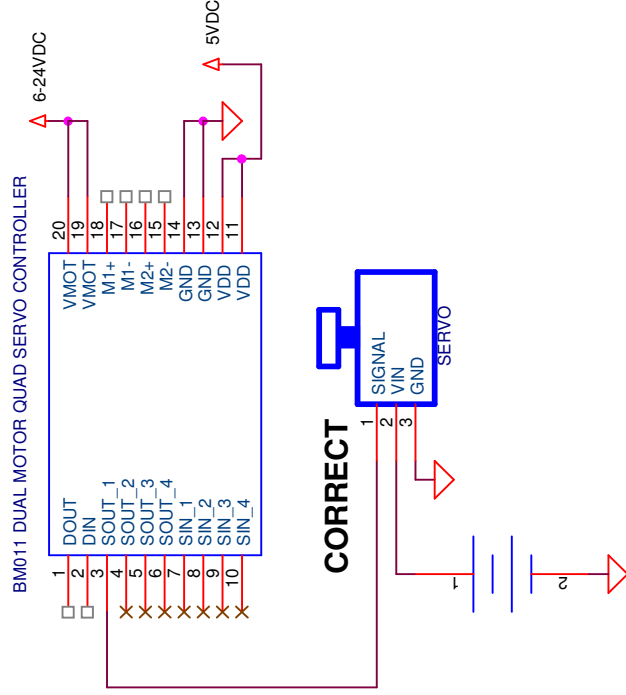 BM011 DUAL MOTOR QUAD SERVO CONTROLLER
6-24VDC
5VDC
1 DOUT
2 DIN
3 SOUT_1
4 SOUT_2
5 SOUT_3
6 SOUT_4
7 SIN_1
8 SIN_2
9 SIN_3
10 SIN_4
VMOT 20
VMOT 19
M1+ 18
M1- 17
M2+ 16
M2- 15
GND 14
GND 13
VDD 12
VDD 11
CORRECT
1 SIGNAL
2 VIN
3 GND
SERVO
1
2